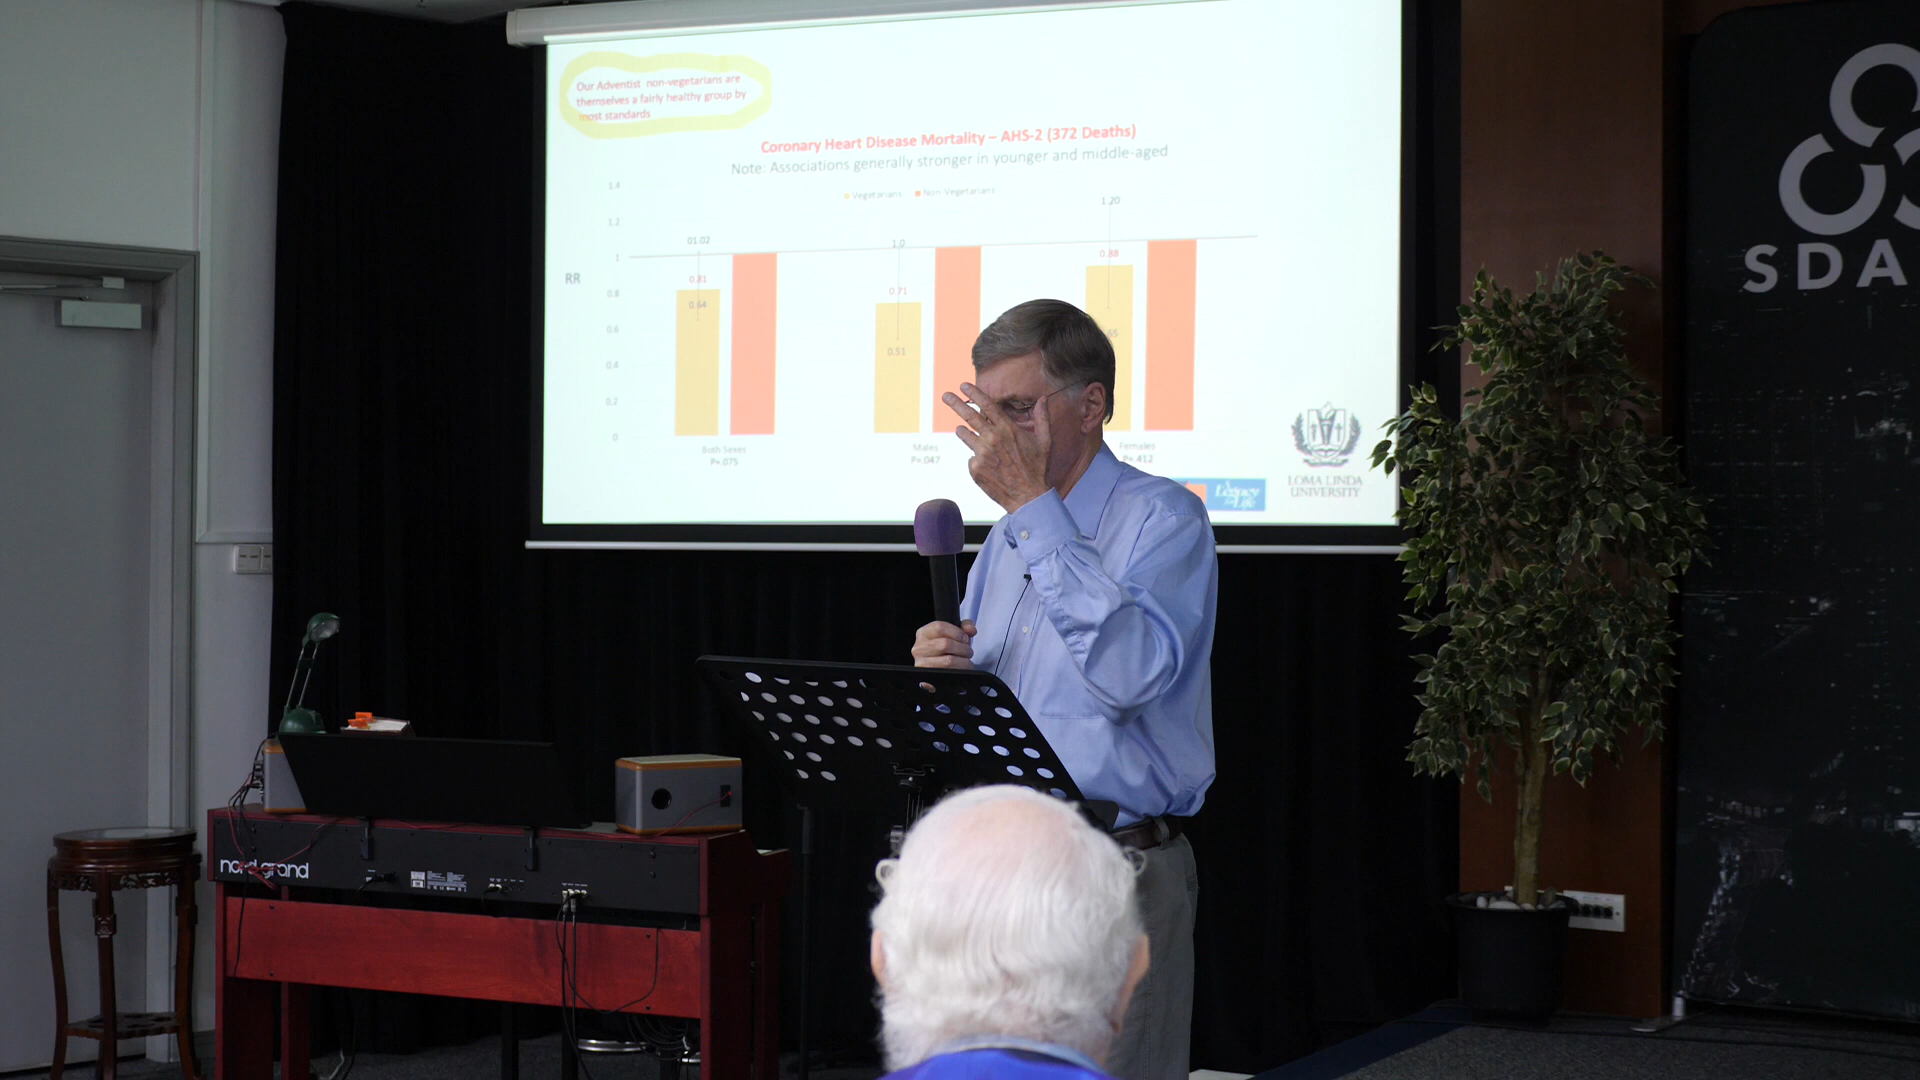 Our Adventist non-vegetarians are
themselves a fairly healthy group by
most standards
Coronary Heart Disease Mortality – AHS-2 (372 Deaths)
Note: Associations generally stronger in younger and middle-aged
Vegetarians Non-Vegetarians
1.4
1.2
1
0.8
0.6
0.4
0.2
0
RR
01.02
0.81
0.64
1.0
0.71
0.51
1.20
0.88
.65
Both Sexes
P=.075
Males
P=.047
Females
P=.412
A Legacy
for Life
LOMA LINDA
UNIVERSITY
SDA
nord grand